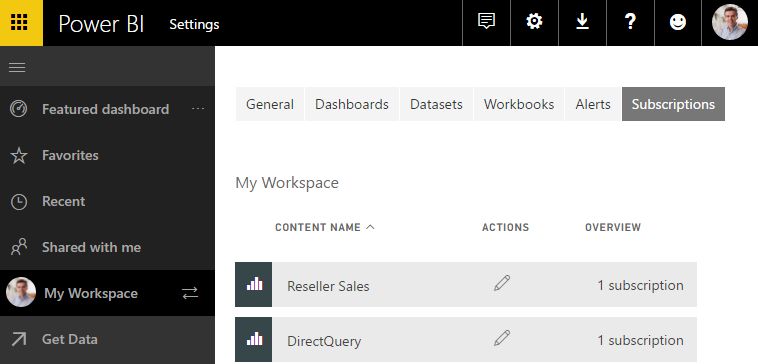 Power BI Settings ?
General Dashboards Datasets Workbooks Alerts Subscriptions
Featured dashboard ...
Favorites
Recent
Shared with me
My Workspace
Get Data
My Workspace
CONTENT NAME ACTIONS OVERVIEW
Reseller Sales 1 subscription
DirectQuery 1 subscription